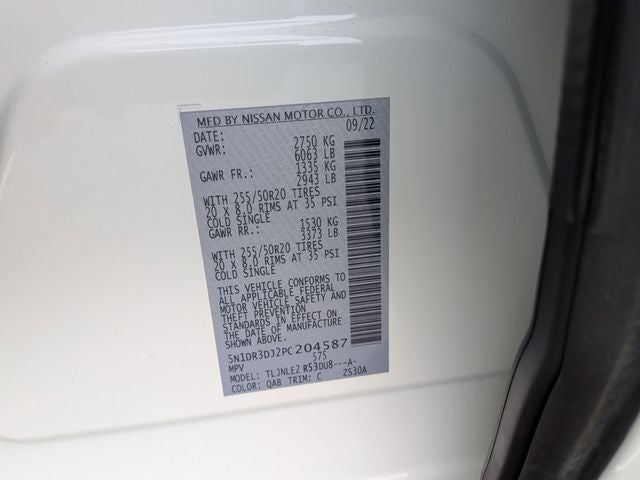 MFD BY NISSAN MOTOR CO., LTD.
DATE: 09/22
GVWR: 2750 KG
6063 LB
GAWR FR.: 1335 KG
2943 LB
WITH 255/50R20 TIRES
20 X 8.0 RIMS AT 35 PSI
COLD SINGLE
GAWR RR.: 1530 KG
3373 LB
WITH 255/50R20 TIRES
20 X 8.0 RIMS AT 35 PSI
COLD SINGLE
THIS VEHICLE CONFORMS TO
ALL APPLICABLE FEDERAL
MOTOR VEHICLE SAFETY AND
THEFT PREVENTION
STANDARDS IN EFFECT ON
THE DATE OF MANUFACTURE
SHOWN ABOVE.
5N1DR3DJ2PC204587
MPV 575
MODEL: TLJNLE2 R53DU8---A-
COLOR: QAB TRIM: C ZS30A